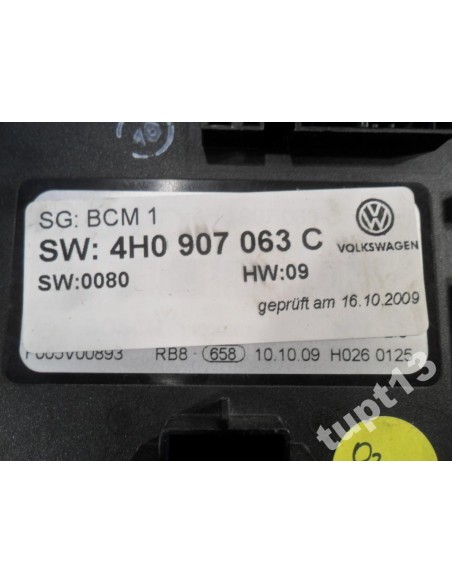 SG: BCM 1
SW: 4H0 907 063 C
VOLKSWAGEN
SW:0080 HW:09
geprüft am 16.10.2009
F005V00893 RB8 - 658 10.10.09 H026 0125
tupt13